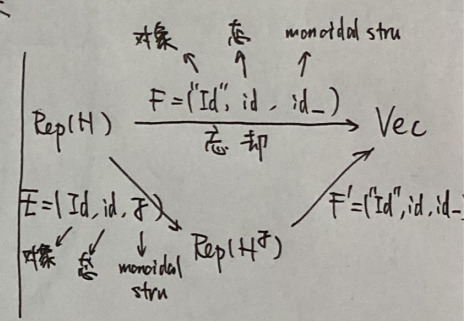 对象 态 monoidal stru
F=("Id", id, id_)
Rep(H) 忘却 Vec
E=(Id, id, J) F'=("Id", id, id_)
对象 态 monoidal stru
Rep(H^J)